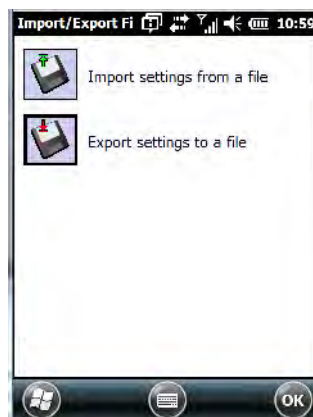 Import/Export Fi 10:59
Import settings from a file
Export settings to a file
OK